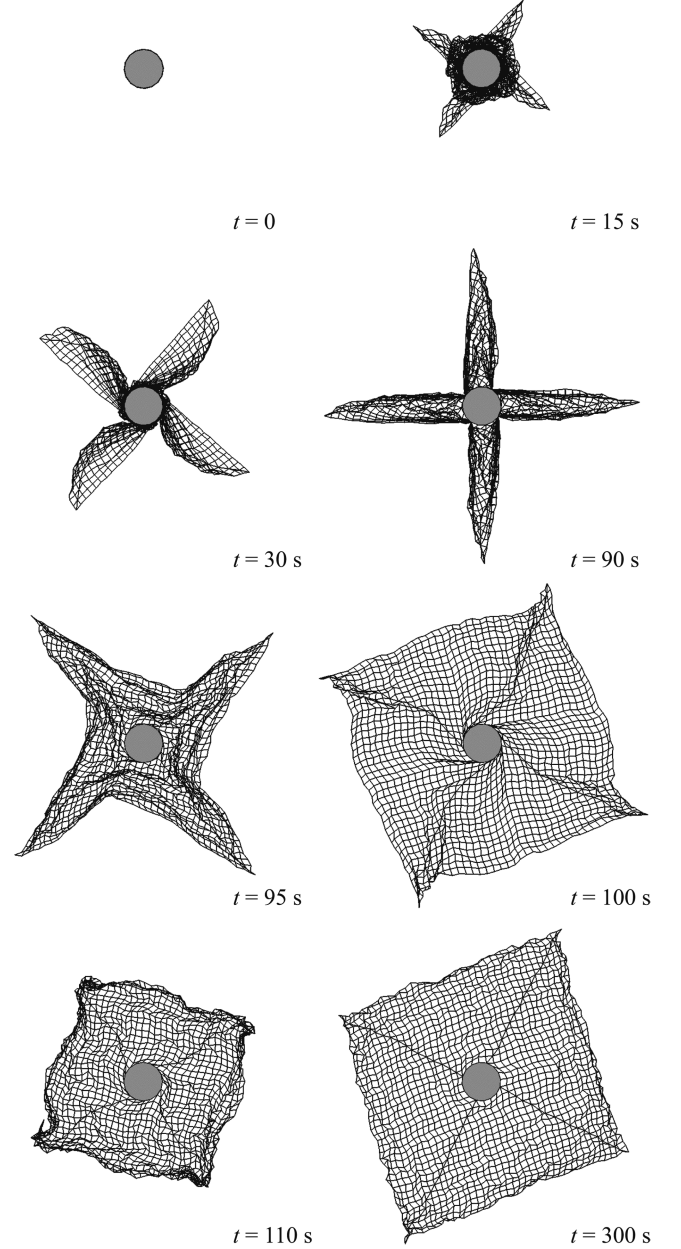 t = 0
t = 15 s
t = 30 s
t = 90 s
t = 95 s
t = 100 s
t = 110 s
t = 300 s